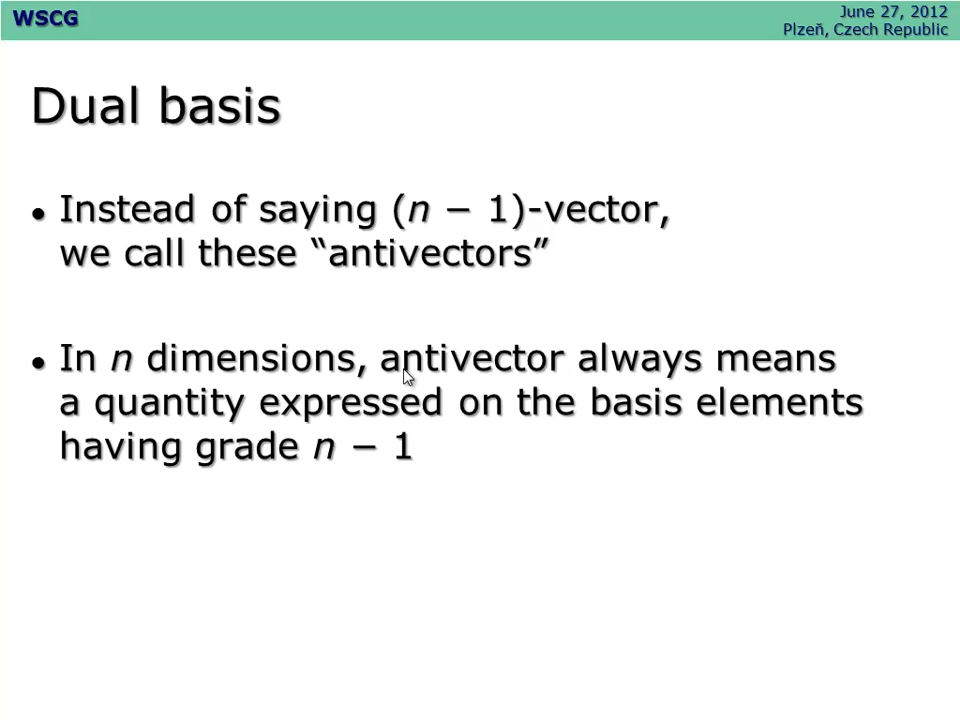 WSCG
June 27, 2012
Plzeň, Czech Republic
Dual basis
• Instead of saying (n − 1)-vector,
we call these “antivectors”
• In n dimensions, antivector always means
a quantity expressed on the basis elements
having grade n − 1